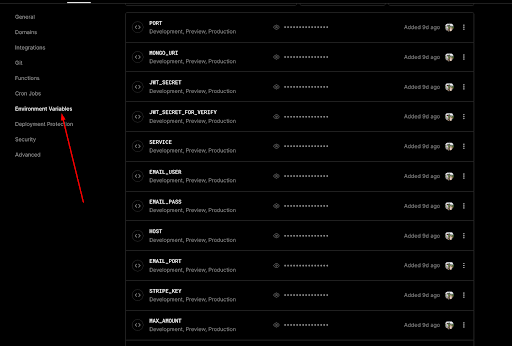 General
Domains
Integrations
Git
Functions
Cron Jobs
Environment Variables
Deployment Protection
Security
Advanced
PORT
Development, Preview, Production
Added 9d ago
MONGO_URI
Development, Preview, Production
Added 9d ago
JWT_SECRET
Development, Preview, Production
Added 9d ago
JWT_SECRET_FOR_VERIFY
Development, Preview, Production
Added 9d ago
SERVICE
Development, Preview, Production
Added 9d ago
EMAIL_USER
Development, Preview, Production
Added 9d ago
EMAIL_PASS
Development, Preview, Production
Added 9d ago
HOST
Development, Preview, Production
Added 9d ago
EMAIL_PORT
Development, Preview, Production
Added 9d ago
STRIPE_KEY
Development, Preview, Production
Added 9d ago
MAX_AMOUNT
Development, Preview, Production
Added 9d ago